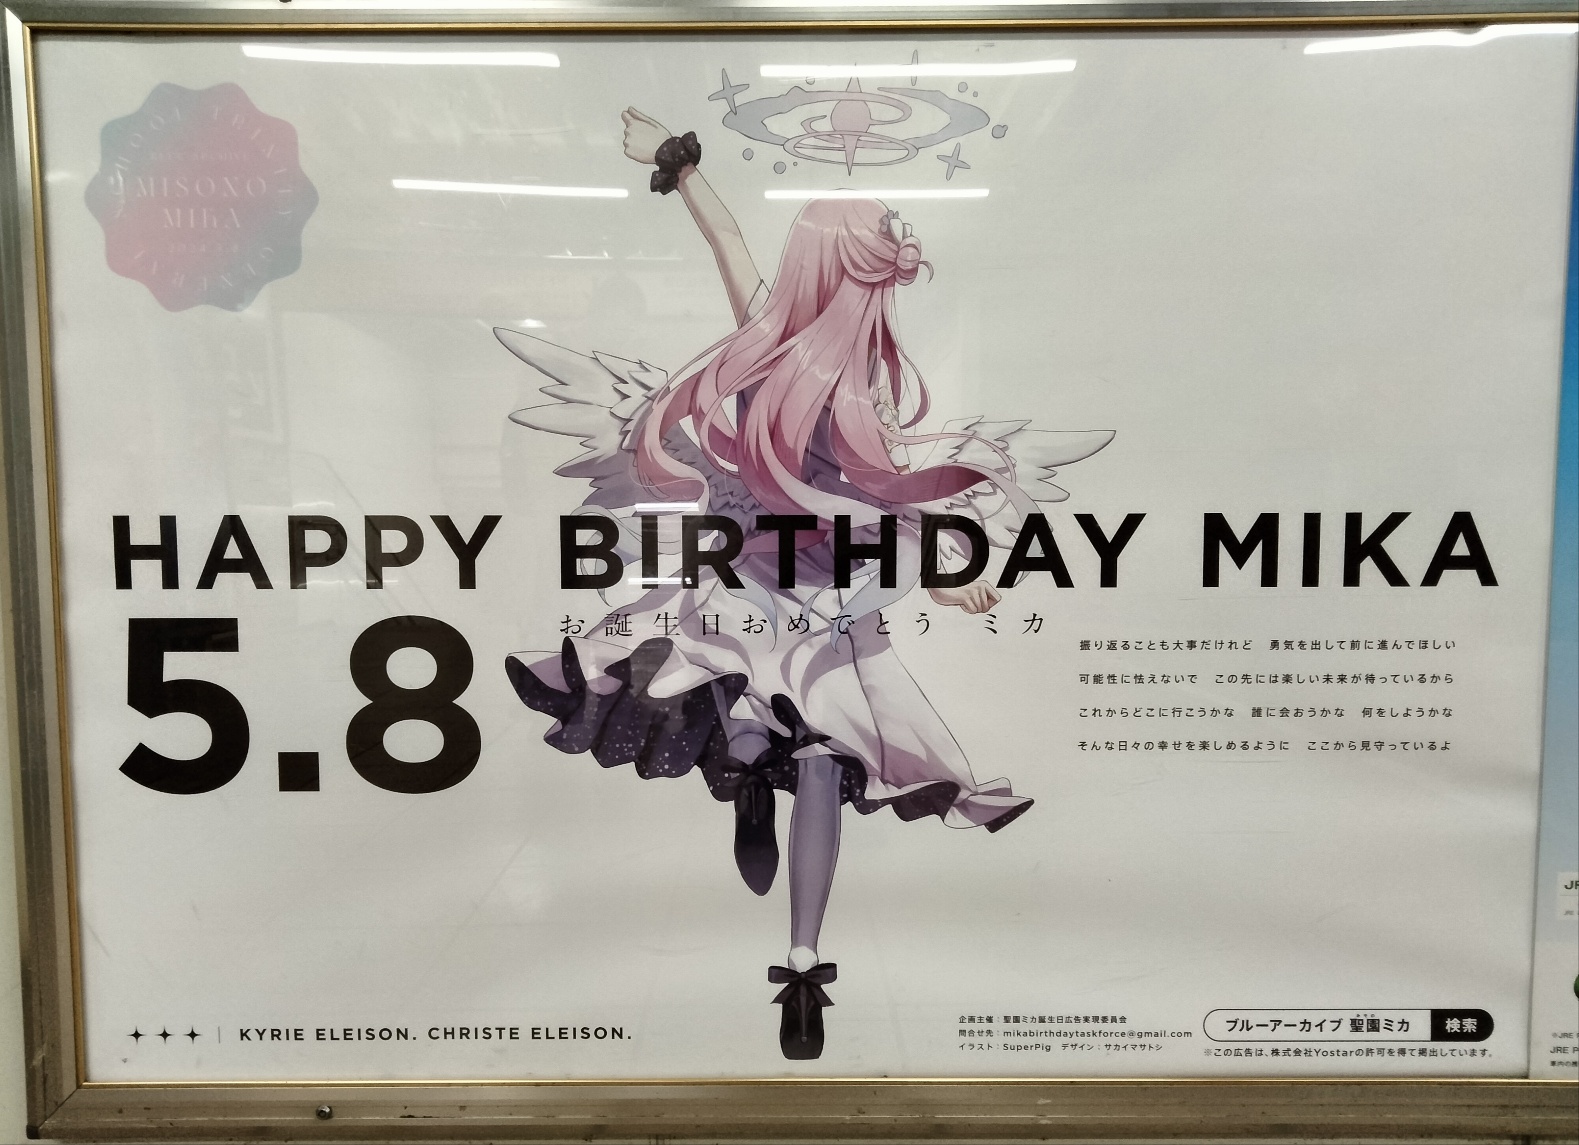 MISONO
MIKA
HAPPY BIRTHDAY MIKA
お誕生日おめでとう ミカ
5.8
振り返ることも大事だけれど 勇気を出して前に進んでほしい
可能性に怯えないで この先には楽しい未来が待っているから
これからどこに行こうかな 誰に会おうかな 何をしようかな
そんな日々の幸せを楽しめるように ここから見守っているよ
KYRIE ELEISON. CHRISTE ELEISON.
企画主催：聖園ミカ誕生日広告実現委員会
問合せ先：mikabirthdaytaskforce@gmail.com
イラスト：SuperPig デザイン：サカイマサトシ
ブルーアーカイブ 聖園ミカ 検索
※この広告は、株式会社Yostarの許可を得て掲出しています。